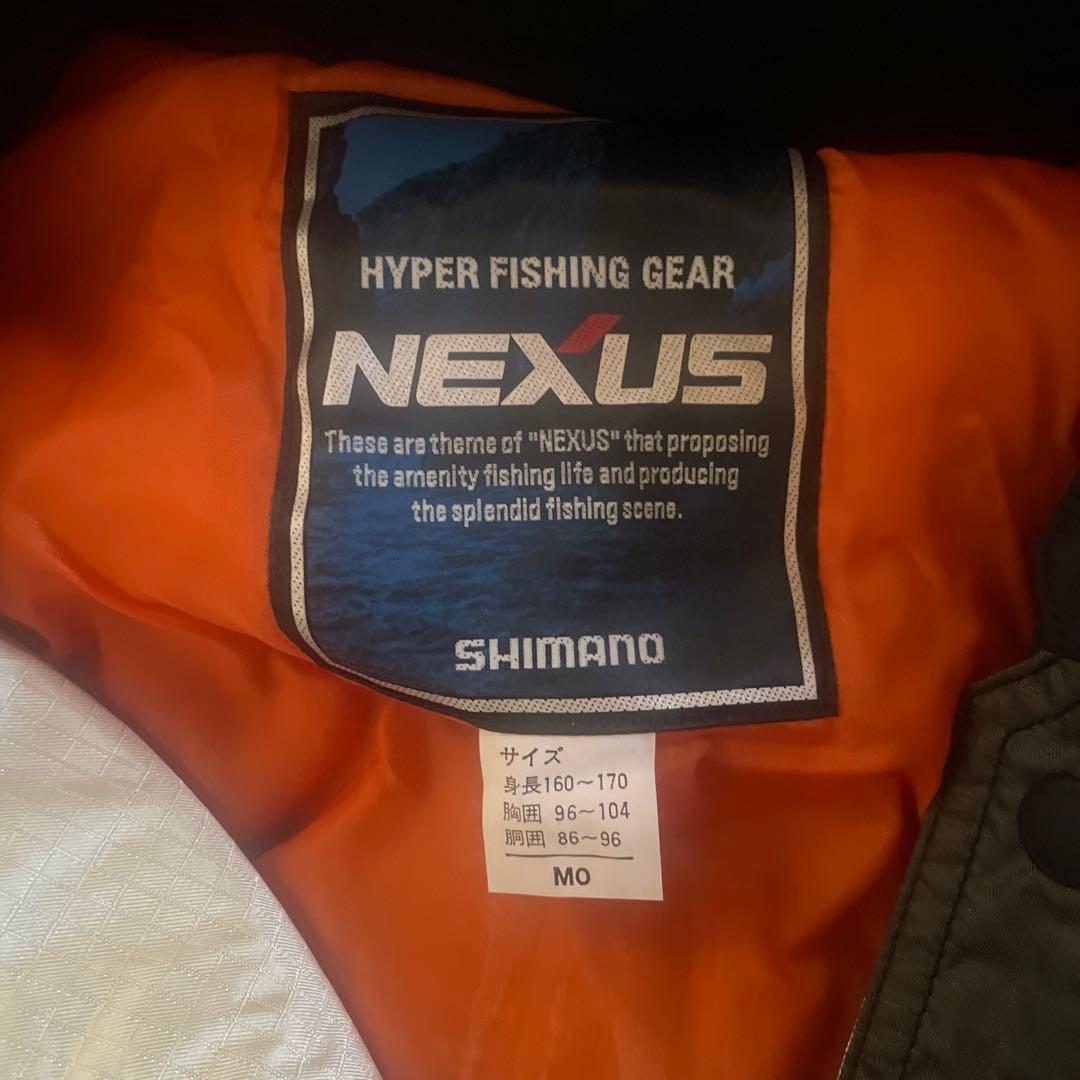 HYPER FISHING GEAR
NEXUS
These are theme of "NEXUS" that proposing
the amenity fishing life and producing
the splendid fishing scene.
SHIMANO
サイズ
身長160～170
胸囲 96～104
胴囲 86～96
MO